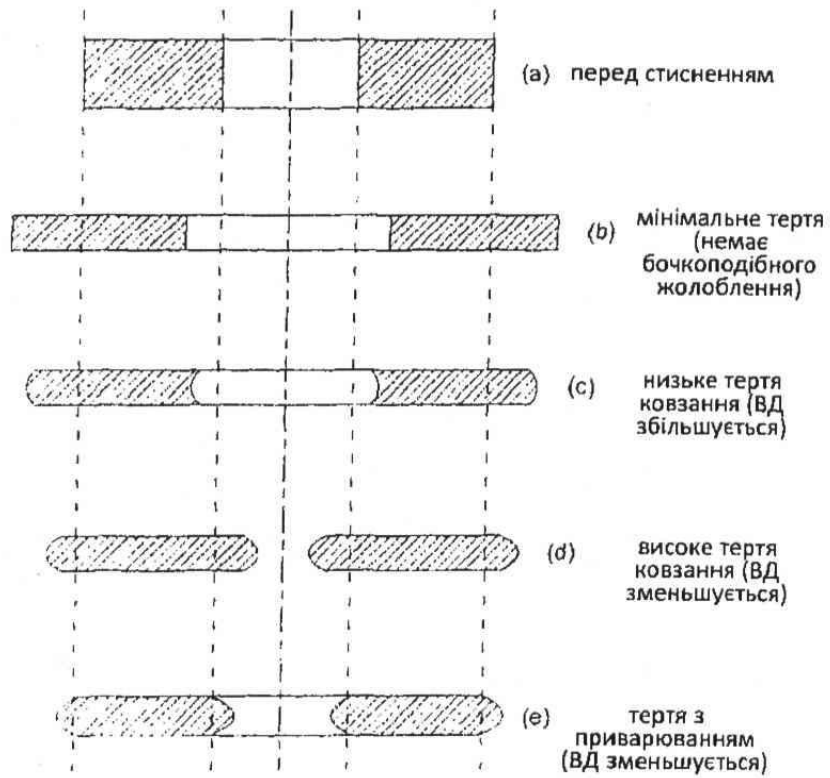 (a) перед стисненням
(b) мінімальне тертя
(немає
бочкоподібного
жолоблення)
(c) низьке тертя
ковзання (ВД
збільшується)
(d) високе тертя
ковзання (ВД
зменьшується)
(e) тертя з
приварюванням
(ВД зменьшується)